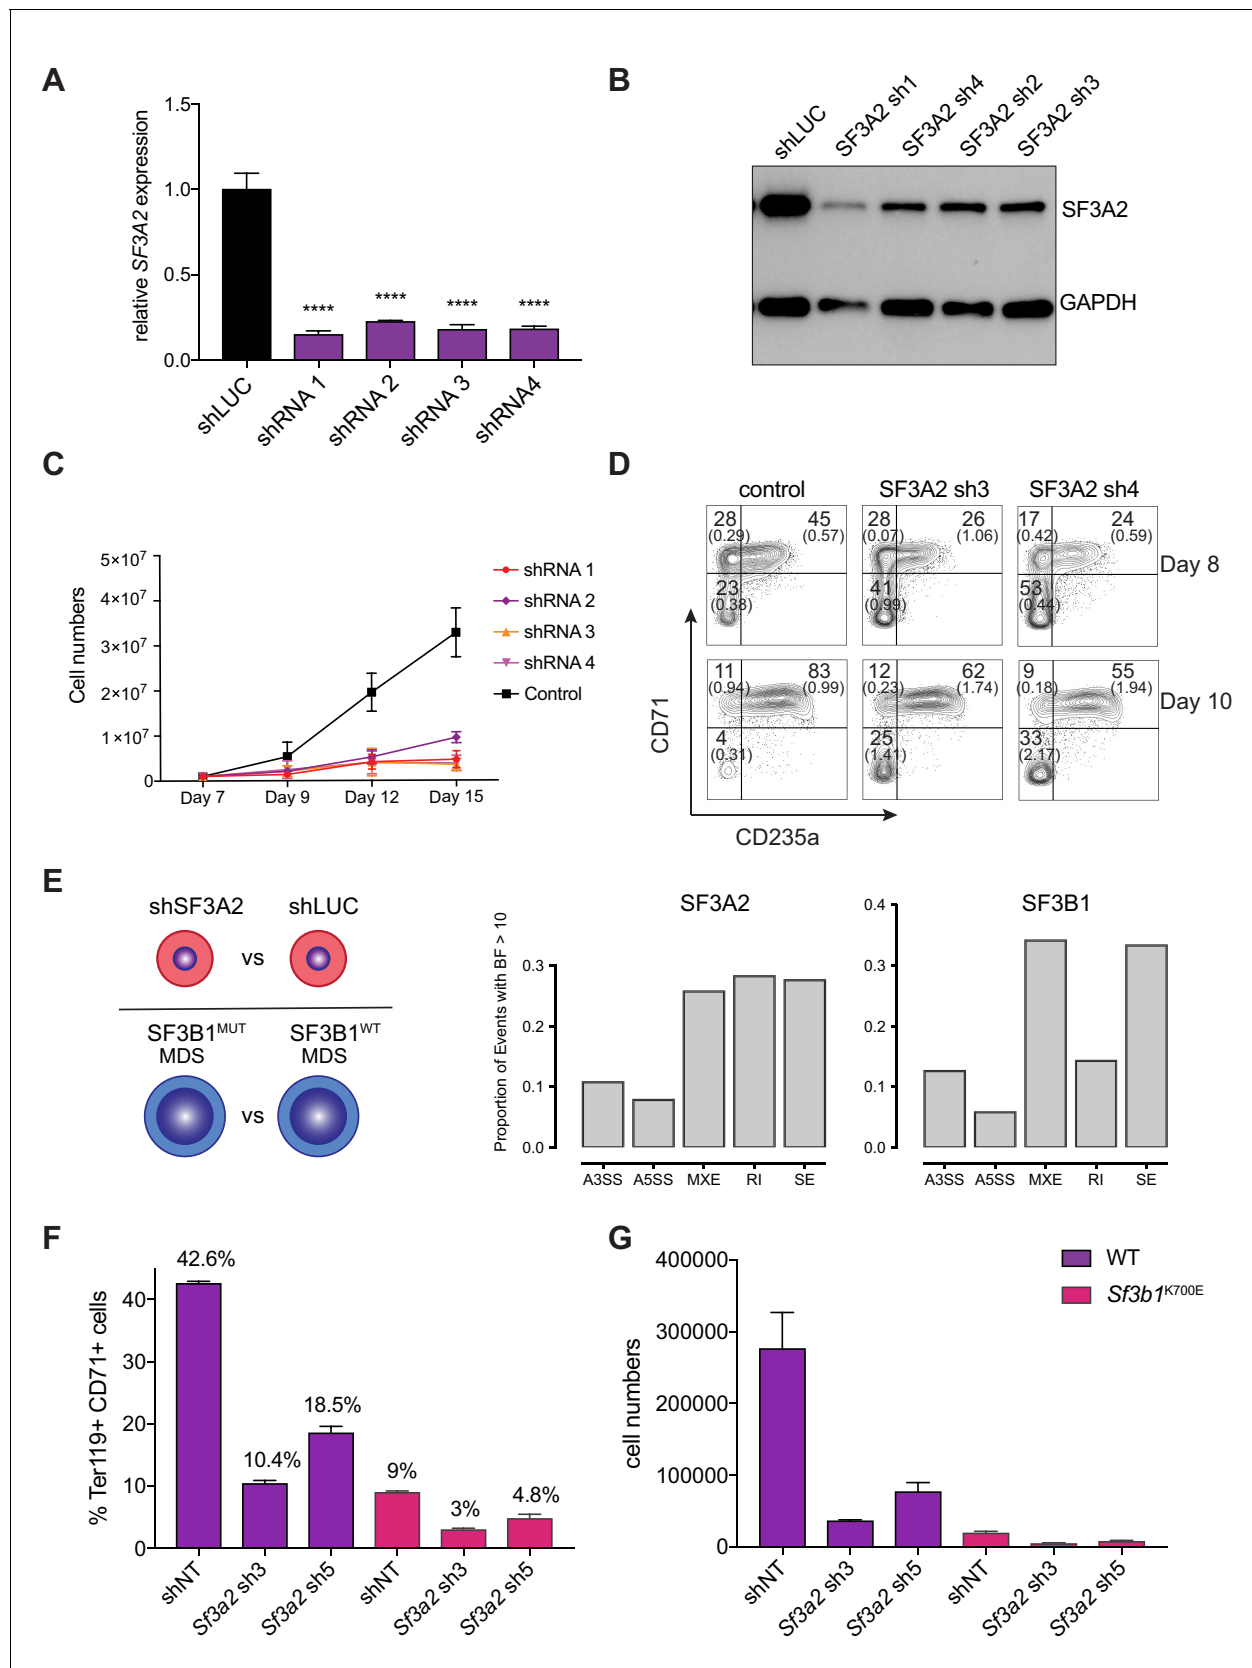 A
1.5
1.0
0.5
0.0
relative SF3A2 expression
****
****
****
****
shLUC
shRNA 1
shRNA 2
shRNA 3
shRNA4
B
shLUC
SF3A2 sh1
SF3A2 sh4
SF3A2 sh2
SF3A2 sh3
SF3A2
GAPDH
C
Cell numbers
5×10⁷
4×10⁷
3×10⁷
2×10⁷
1×10⁷
0
Day 7
Day 9
Day 12
Day 15
shRNA 1
shRNA 2
shRNA 3
shRNA 4
Control
D
control
SF3A2 sh3
SF3A2 sh4
28
(0.29)
45
(0.57)
23
(0.38)
28
(0.07)
26
(1.06)
41
(0.99)
17
(0.42)
24
(0.59)
53
(0.44)
Day 8
11
(0.94)
83
(0.99)
4
(0.31)
12
(0.23)
62
(1.74)
25
(1.41)
9
(0.18)
55
(1.94)
33
(2.17)
Day 10
CD71
CD235a
E
shSF3A2
shLUC
vs
SF3B1ᴹᵁᵀ
MDS
SF3B1ᵂᵀ
MDS
vs
SF3A2
Proportion of Events with BF > 10
0.3
0.2
0.1
0.0
A3SS
A5SS
MXE
RI
SE
SF3B1
0.4
0.3
0.2
0.1
0.0
A3SS
A5SS
MXE
RI
SE
F
% Ter119+ CD71+ cells
40
30
20
10
0
42.6%
10.4%
18.5%
9%
3%
4.8%
shNT
Sf3a2 sh3
Sf3a2 sh5
shNT
Sf3a2 sh3
Sf3a2 sh5
G
cell numbers
400000
300000
200000
100000
0
WT
Sf3b1ᴷ⁷⁰⁰ᴱ
shNT
Sf3a2 sh3
Sf3a2 sh5
shNT
Sf3a2 sh3
Sf3a2 sh5